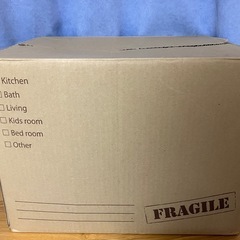 Kitchen
Bath
Living
Kids room
Bed room
Other
FRAGILE